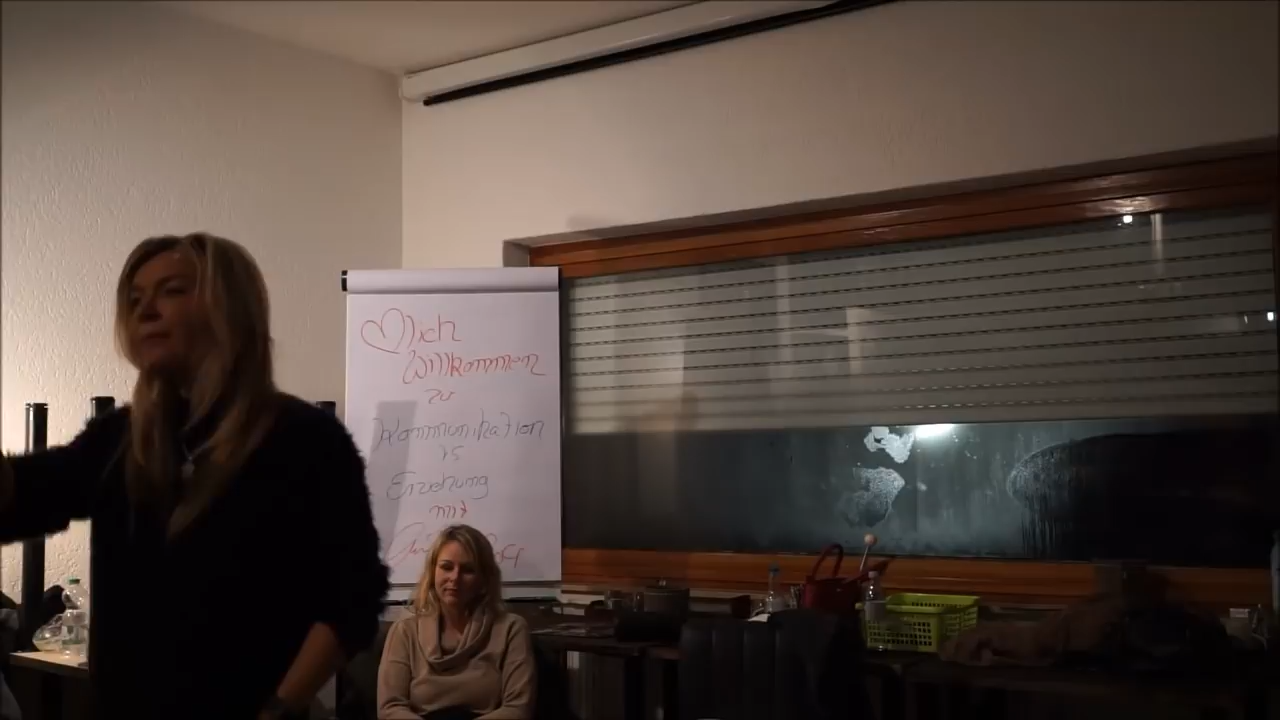 ♡lich
Willkommen
zu
Kommunikation
vs
Erziehung
mit